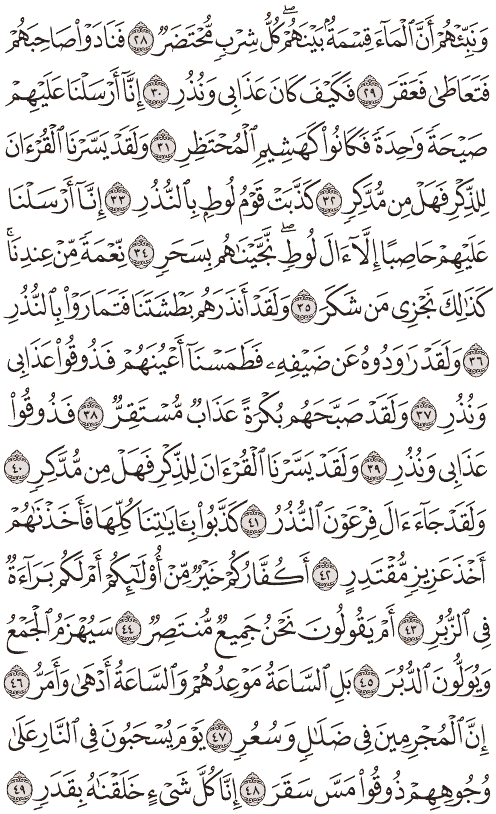 وَنَبِّئْهُمْ أَنَّ ٱلْمَآءَ قِسْمَةٌۢ بَيْنَهُمْ ۖ كُلُّ شِرْبٍ مُّحْتَضَرٌ ٢٨ فَنَادَوْا۟ صَاحِبَهُمْ
فَتَعَاطَىٰ فَعَقَرَ ٢٩ فَكَيْفَ كَانَ عَذَابِى وَنُذُرِ ٣٠ إِنَّآ أَرْسَلْنَا عَلَيْهِمْ
صَيْحَةً وَٰحِدَةً فَكَانُوا۟ كَهَشِيمِ ٱلْمُحْتَظِرِ ٣١ وَلَقَدْ يَسَّرْنَا ٱلْقُرْءَانَ
لِلذِّكْرِ فَهَلْ مِن مُّدَّكِرٍ ٣٢ كَذَّبَتْ قَوْمُ لُوطٍۭ بِٱلنُّذُرِ ٣٣ إِنَّآ أَرْسَلْنَا
عَلَيْهِمْ حَاصِبًا إِلَّآ ءَالَ لُوطٍ ۖ نَّجَّيْنَٰهُم بِسَحَرٍ ٣٤ نِّعْمَةً مِّنْ عِندِنَا ۚ
كَذَٰلِكَ نَجْزِى مَن شَكَرَ ٣٥ وَلَقَدْ أَنذَرَهُم بَطْشَتَنَا فَتَمَارَوْا۟ بِٱلنُّذُرِ
٣٦ وَلَقَدْ رَٰوَدُوهُ عَن ضَيْفِهِۦ فَطَمَسْنَآ أَعْيُنَهُمْ فَذُوقُوا۟ عَذَابِى
وَنُذُرِ ٣٧ وَلَقَدْ صَبَّحَهُم بُكْرَةً عَذَابٌ مُّسْتَقِرٌّ ٣٨ فَذُوقُوا۟
عَذَابِى وَنُذُرِ ٣٩ وَلَقَدْ يَسَّرْنَا ٱلْقُرْءَانَ لِلذِّكْرِ فَهَلْ مِن مُّدَّكِرٍ ٤٠
وَلَقَدْ جَآءَ ءَالَ فِرْعَوْنَ ٱلنُّذُرُ ٤١ كَذَّبُوا۟ بِـَٔايَٰتِنَا كُلِّهَا فَأَخَذْنَٰهُمْ
أَخْذَ عَزِيزٍ مُّقْتَدِرٍ ٤٢ أَكُفَّارُكُمْ خَيْرٌ مِّنْ أُو۟لَٰٓئِكُمْ أَمْ لَكُم بَرَآءَةٌ
فِى ٱلزُّبُرِ ٤٣ أَمْ يَقُولُونَ نَحْنُ جَمِيعٌ مُّنتَصِرٌ ٤٤ سَيُهْزَمُ ٱلْجَمْعُ
وَيُوَلُّونَ ٱلدُّبُرَ ٤٥ بَلِ ٱلسَّاعَةُ مَوْعِدُهُمْ وَٱلسَّاعَةُ أَدْهَىٰ وَأَمَرُّ ٤٦
إِنَّ ٱلْمُجْرِمِينَ فِى ضَلَٰلٍ وَسُعُرٍ ٤٧ يَوْمَ يُسْحَبُونَ فِى ٱلنَّارِ عَلَىٰ
وُجُوهِهِمْ ذُوقُوا۟ مَسَّ سَقَرَ ٤٨ إِنَّا كُلَّ شَىْءٍ خَلَقْنَٰهُ بِقَدَرٍ ٤٩